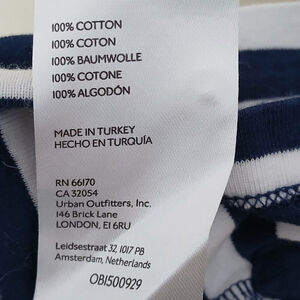 100% COTTON
100% COTON
100% BAUMWOLLE
100% COTONE
100% ALGODÓN
MADE IN TURKEY
HECHO EN TURQUÍA
RN 66170
CA 32054
Urban Outfitters, Inc.
146 Brick Lane
LONDON, E1 6RU
Leidsestraat 32, 1017 PB
Amsterdam, Netherlands
OB1500929